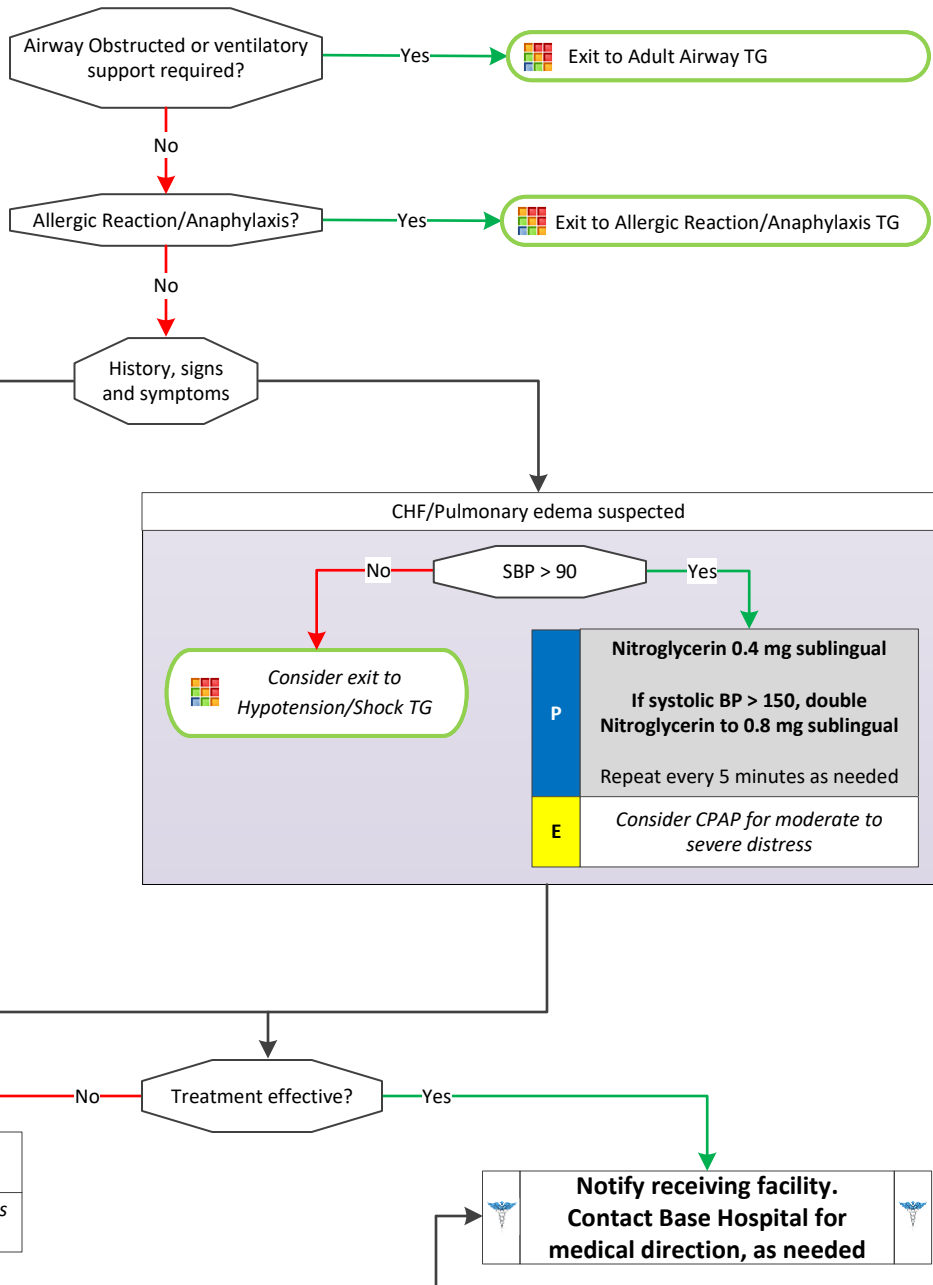 Airway Obstructed or ventilatory
support required?
Yes
Exit to Adult Airway TG
No
Allergic Reaction/Anaphylaxis?
Yes
Exit to Allergic Reaction/Anaphylaxis TG
No
History, signs
and symptoms
CHF/Pulmonary edema suspected
No
SBP > 90
Yes
Consider exit to
Hypotension/Shock TG
P
Nitroglycerin 0.4 mg sublingual
If systolic BP > 150, double
Nitroglycerin to 0.8 mg sublingual
Repeat every 5 minutes as needed
E
Consider CPAP for moderate to
severe distress
No
Treatment effective?
Yes
s
Notify receiving facility.
Contact Base Hospital for
medical direction, as needed